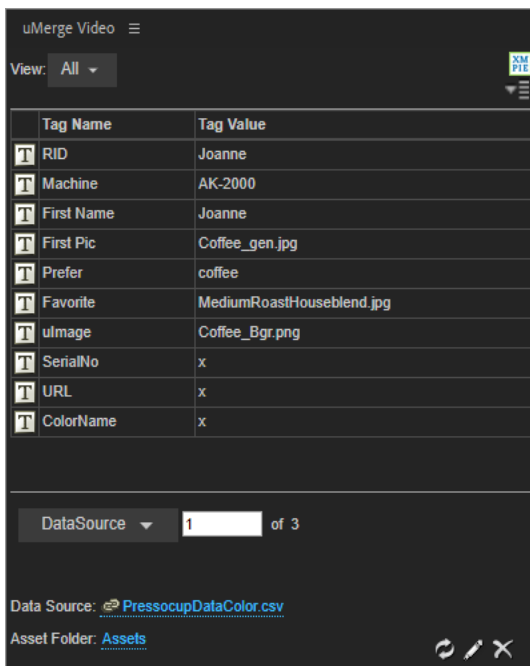 uMerge Video
View: All
XM
PIE
Tag Name Tag Value
T RID Joanne
T Machine AK-2000
T First Name Joanne
T First Pic Coffee_gen.jpg
T Prefer coffee
T Favorite MediumRoastHouseblend.jpg
T uImage Coffee_Bgr.png
T SerialNo x
T URL x
T ColorName x
DataSource 1 of 3
Data Source: PressocupDataColor.csv
Asset Folder: Assets